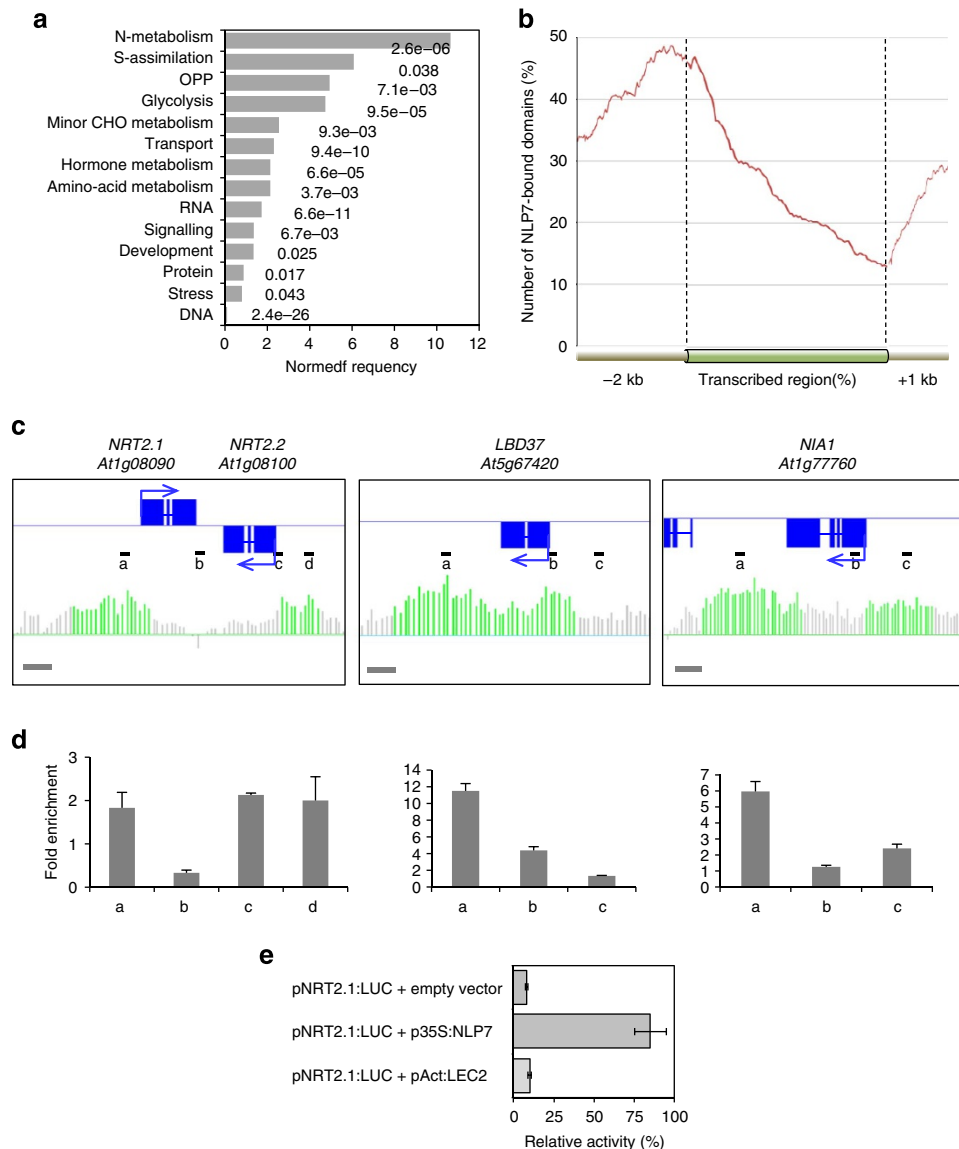 a
N-metabolism 2.6e–06
S-assimilation 0.038
OPP 7.1e–03
Glycolysis 9.5e–05
Minor CHO metabolism 9.3e–03
Transport 9.4e–10
Hormone metabolism 6.6e–05
Amino-acid metabolism 3.7e–03
RNA 6.6e–11
Signalling 6.7e–03
Development 0.025
Protein 0.017
Stress 0.043
DNA 2.4e–26
0 2 4 6 8 10 12
Normedf requency
b
Number of NLP7-bound domains (%)
50
40
30
20
10
0
–2 kb Transcribed region(%) +1 kb
c
NRT2.1 NRT2.2
At1g08090 At1g08100
a b c d
LBD37
At5g67420
a b c
NIA1
At1g77760
a b c
d
Fold enrichment
3
2
1
0
a b c d
14
12
10
8
6
4
2
0
a b c
7
6
5
4
3
2
1
0
a b c
e
pNRT2.1:LUC + empty vector
pNRT2.1:LUC + p35S:NLP7
pNRT2.1:LUC + pAct:LEC2
0 25 50 75 100
Relative activity (%)